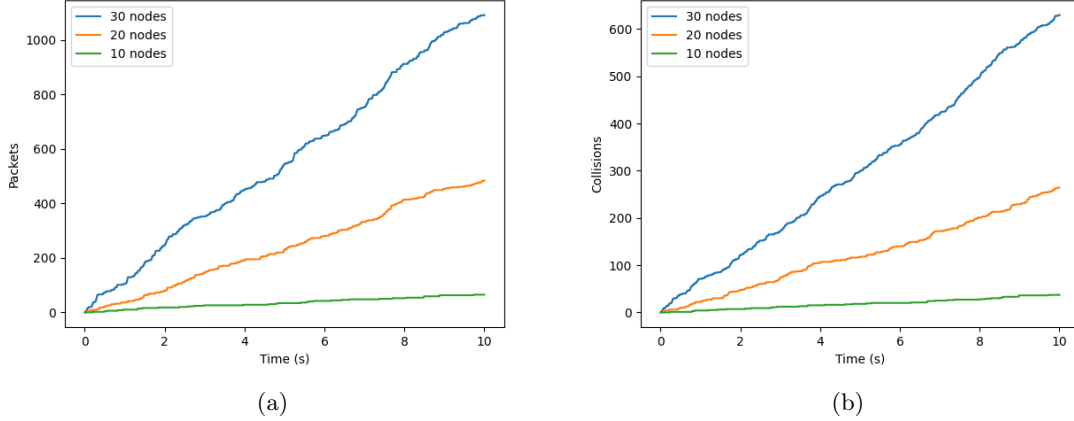 30 nodes
20 nodes
10 nodes
1000
800
600
400
200
0
Packets
0 2 4 6 8 10
Time (s)
(a)
30 nodes
20 nodes
10 nodes
600
500
400
300
200
100
0
Collisions
0 2 4 6 8 10
Time (s)
(b)